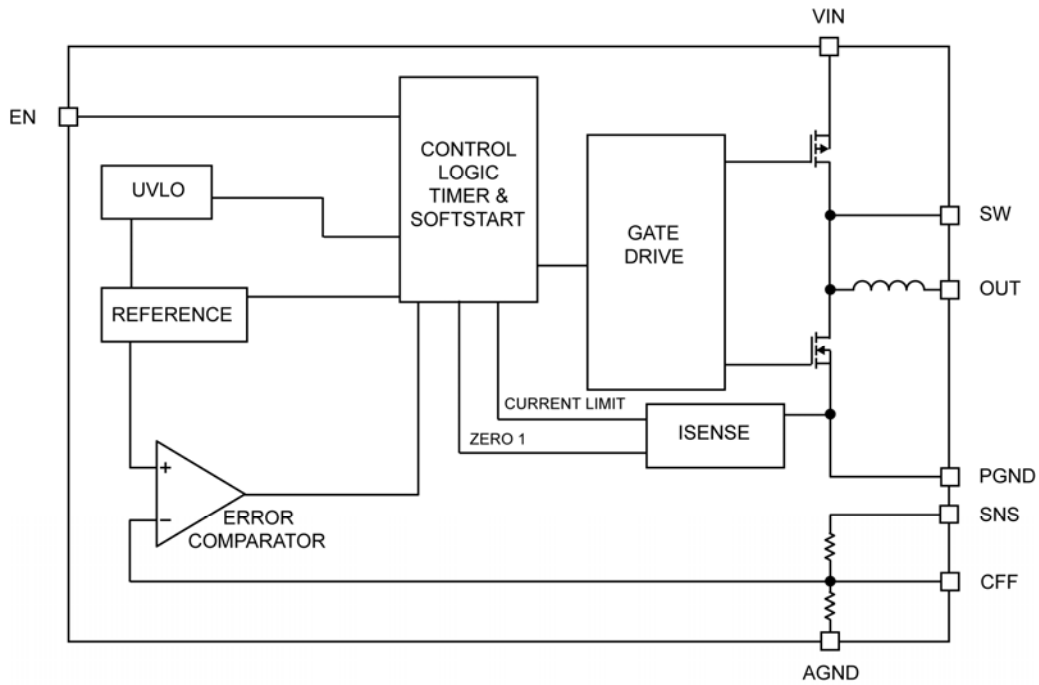 VIN
EN
CONTROL
LOGIC
TIMER &
SOFTSTART
UVLO
SW
GATE
DRIVE
OUT
REFERENCE
CURRENT LIMIT
ISENSE
ZERO 1
+
−
ERROR
COMPARATOR
PGND
SNS
CFF
AGND